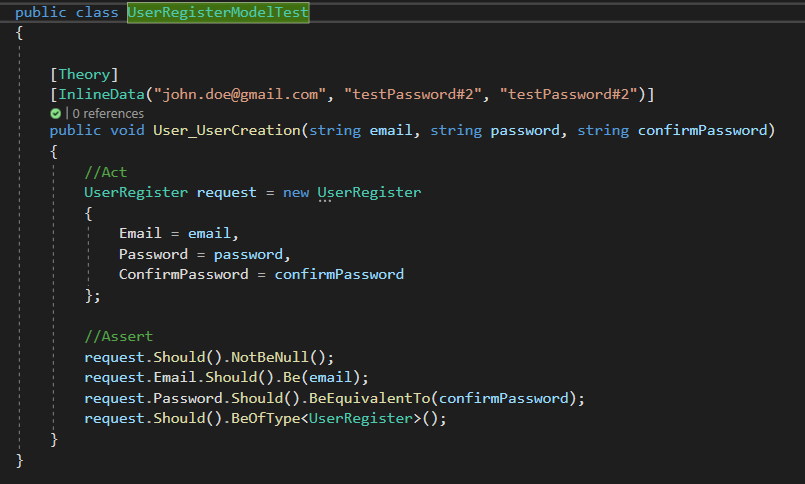 public class UserRegisterModelTest
{
[Theory]
[InlineData("john.doe@gmail.com", "testPassword#2", "testPassword#2")]
| 0 references
public void User_UserCreation(string email, string password, string confirmPassword)
{
//Act
UserRegister request = new UserRegister
{
Email = email,
Password = password,
ConfirmPassword = confirmPassword
};
//Assert
request.Should().NotBeNull();
request.Email.Should().Be(email);
request.Password.Should().BeEquivalentTo(confirmPassword);
request.Should().BeOfType<UserRegister>();
}
}